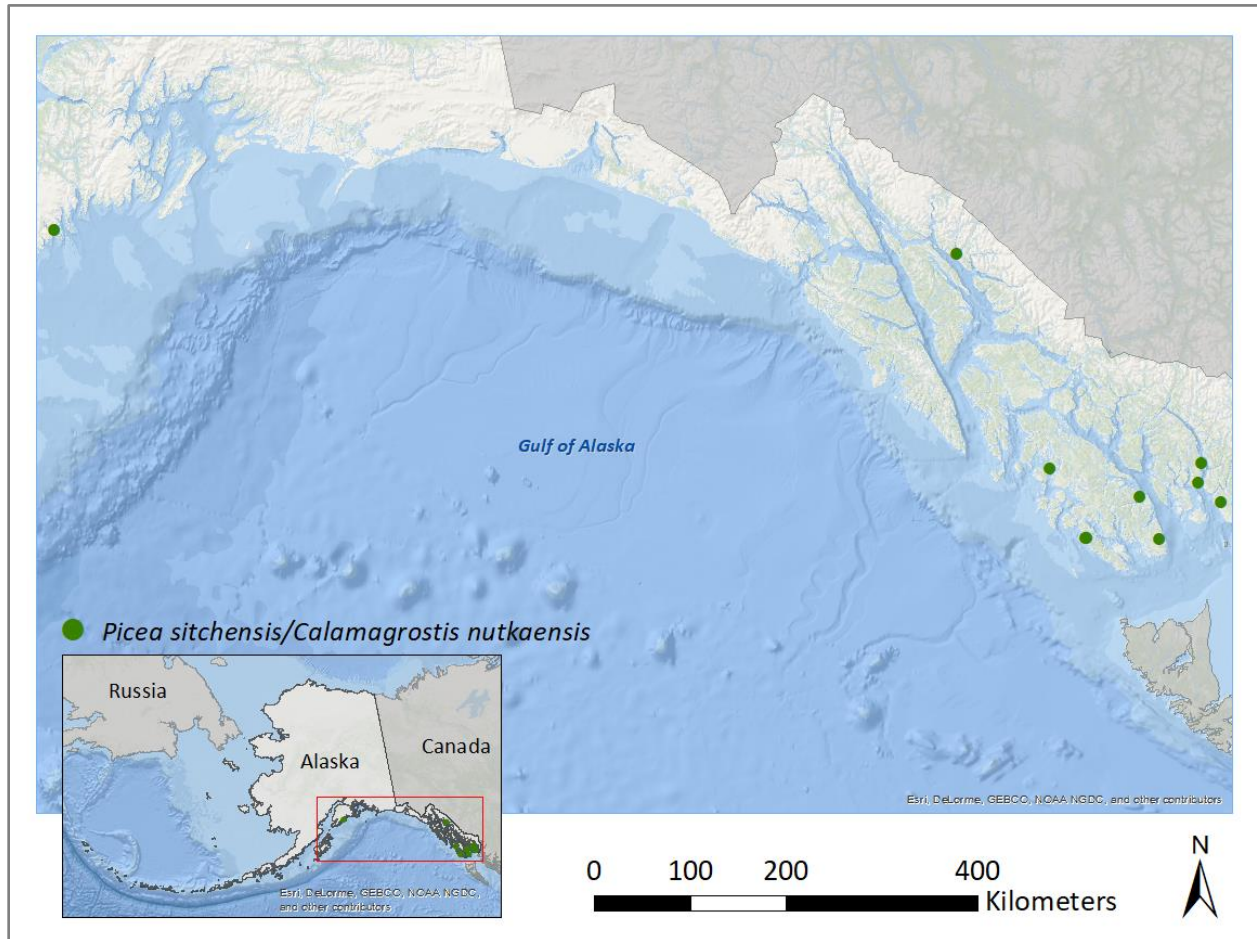 Gulf of Alaska
Picea sitchensis/Calamagrostis nutkaensis
Russia
Alaska
Canada
Esri, DeLorme, GEBCO, NOAA NGDC,
and other contributors
Esri, DeLorme, GEBCO, NOAA NGDC, and other contributors
0 100 200 400
Kilometers
N